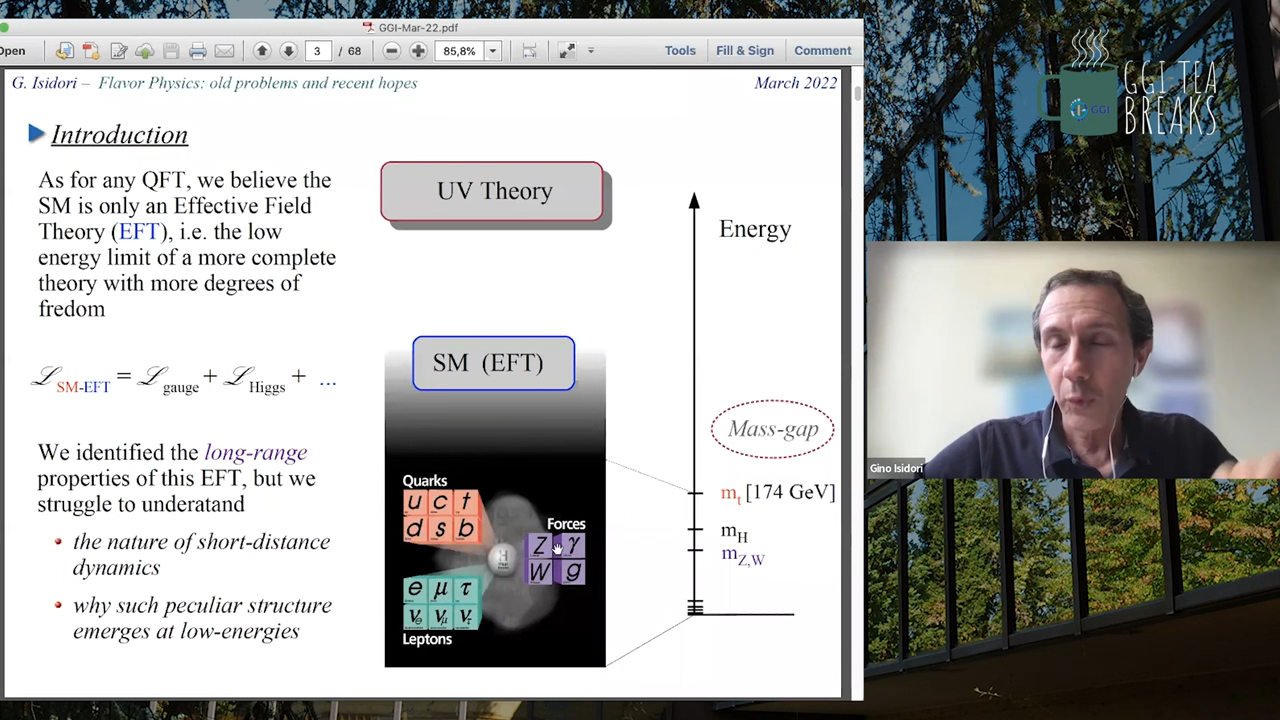 GGI-Mar-22.pdf
Open
3 / 68
85,8%
Tools Fill & Sign Comment
G. Isidori – Flavor Physics: old problems and recent hopes
March 2022
Introduction
As for any QFT, we believe the
SM is only an Effective Field
Theory (EFT), i.e. the low
energy limit of a more complete
theory with more degrees of
fredom
ℒ SM-EFT = ℒ gauge + ℒ Higgs + ...
We identified the long-range
properties of this EFT, but we
struggle to understand
• the nature of short-distance
dynamics
• why such peculiar structure
emerges at low-energies
UV Theory
SM (EFT)
Quarks
u c t
d s b
Forces
Z γ
W g
H
e μ τ
νe νμ ντ
Leptons
Energy
Mass-gap
mt [174 GeV]
mH
mZ,W
GGI TEA
BREAKS
GGI
Gino Isidori